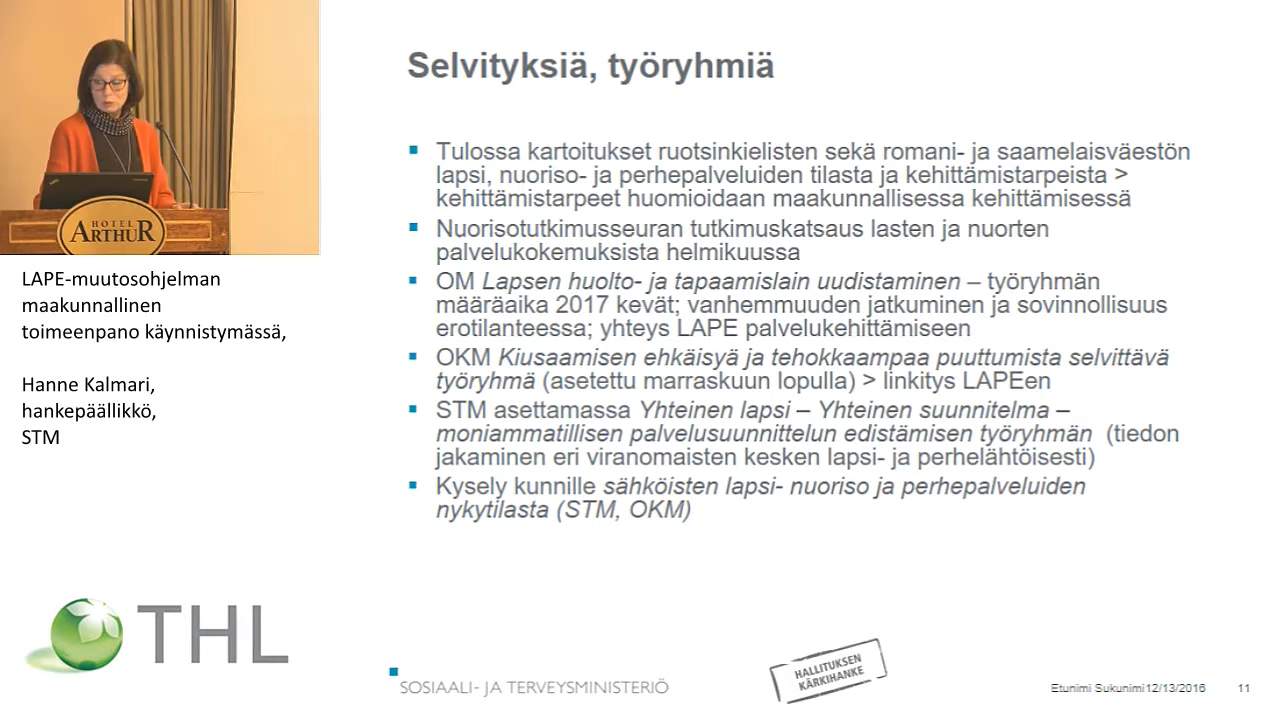 HOTEL
ARTHUR
LAPE-muutosohjelman
maakunnallinen
toimeenpano käynnistymässä,
Hanne Kalmari,
hankepäällikkö,
STM
THL
Selvityksiä, työryhmiä
Tulossa kartoitukset ruotsinkielisten sekä romani- ja saamelaisväestön
lapsi, nuoriso- ja perhepalveluiden tilasta ja kehittämistarpeista >
kehittämistarpeet huomioidaan maakunnallisessa kehittämisessä
Nuorisotutkimusseuran tutkimuskatsaus lasten ja nuorten
palvelukokemuksista helmikuussa
OM Lapsen huolto- ja tapaamislain uudistaminen – työryhmän
määräaika 2017 kevät; vanhemmuuden jatkuminen ja sovinnollisuus
erotilanteessa; yhteys LAPE palvelukehittämiseen
OKM Kiusaamisen ehkäisyä ja tehokkaampaa puuttumista selvittävä
työryhmä (asetettu marraskuun lopulla) > linkitys LAPEen
STM asettamassa Yhteinen lapsi – Yhteinen suunnitelma –
moniammatillisen palvelusuunnittelun edistämisen työryhmän (tiedon
jakaminen eri viranomaisten kesken lapsi- ja perhelähtöisesti)
Kysely kunnille sähköisten lapsi- nuoriso ja perhepalveluiden
nykytilasta (STM, OKM)
SOSIAALI- JA TERVEYSMINISTERIÖ
HALLITUKSEN
KÄRKIHANKE
Etunimi Sukunimi12/13/2016 11